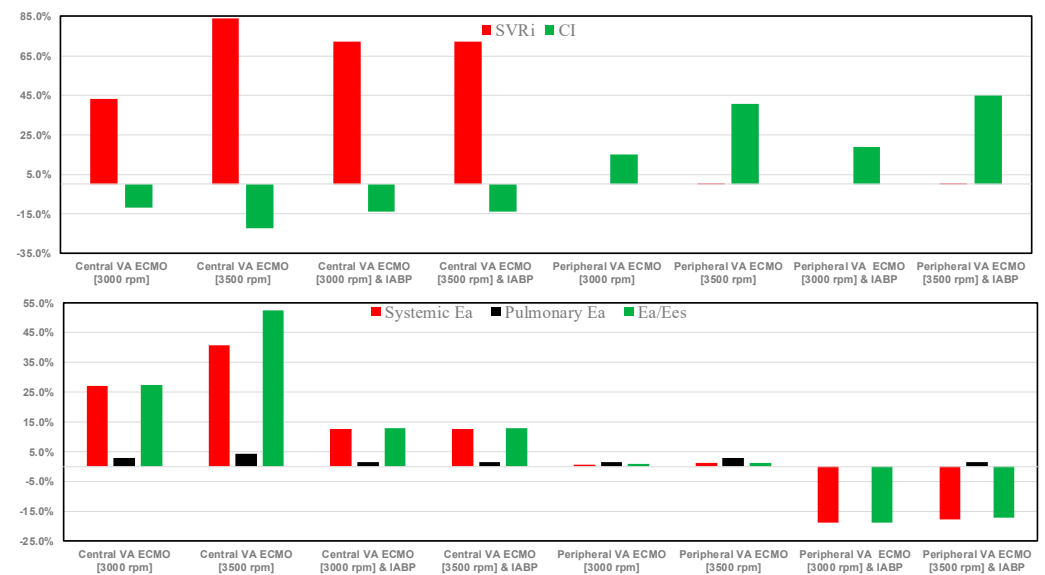 85.0%
SVRi CI
65.0%
45.0%
25.0%
5.0%
-15.0%
-35.0%
Central VA ECMO Central VA ECMO Central VA ECMO Central VA ECMO Peripheral VA ECMO Peripheral VA ECMO Peripheral VA ECMO Peripheral VA ECMO
[3000 rpm] [3500 rpm] [3000 rpm] & IABP [3500 rpm] & IABP [3000 rpm] [3500 rpm] [3000 rpm] & IABP [3500 rpm] & IABP
55.0%
Systemic Ea Pulmonary Ea Ea/Ees
45.0%
35.0%
25.0%
15.0%
5.0%
-5.0%
-15.0%
-25.0%
Central VA ECMO Central VA ECMO Central VA ECMO Central VA ECMO Peripheral VA ECMO Peripheral VA ECMO Peripheral VA ECMO Peripheral VA ECMO
[3000 rpm] [3500 rpm] [3000 rpm] & IABP [3500 rpm] & IABP [3000 rpm] [3500 rpm] [3000 rpm] & IABP [3500 rpm] & IABP